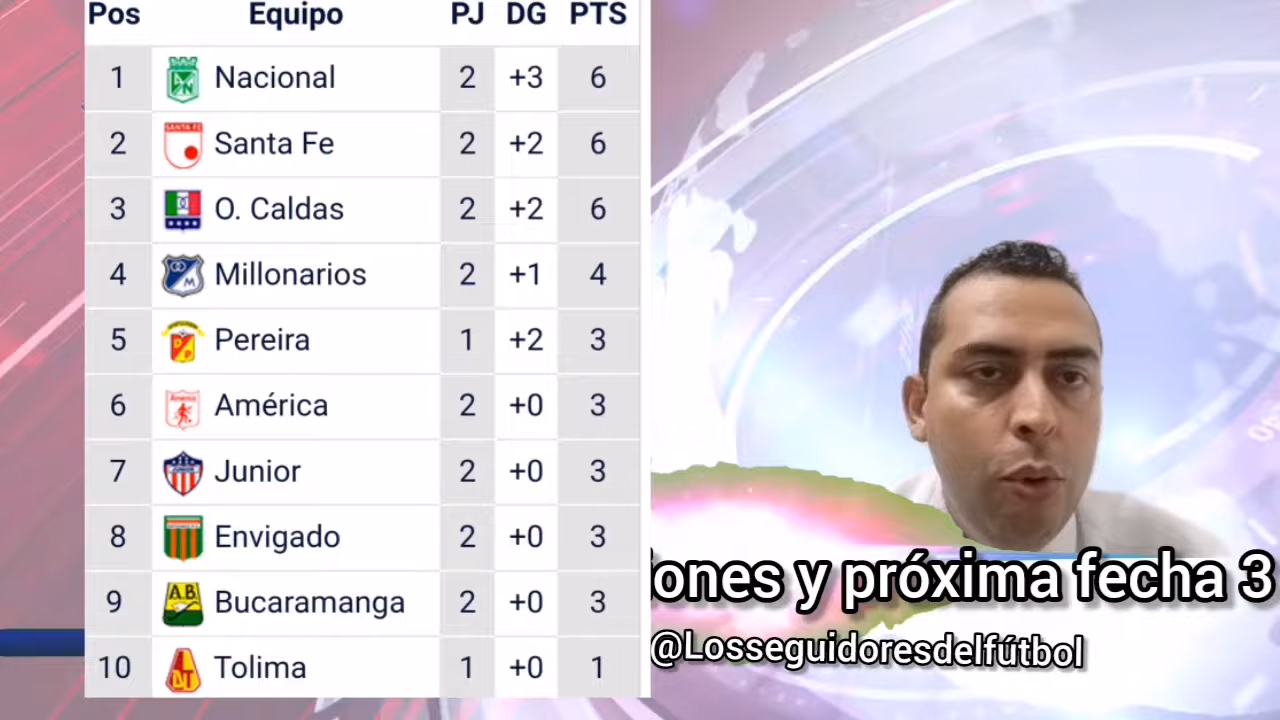 Pos Equipo PJ DG PTS
1 Nacional 2 +3 6
2 Santa Fe 2 +2 6
3 O. Caldas 2 +2 6
4 Millonarios 2 +1 4
5 Pereira 1 +2 3
6 América 2 +0 3
7 Junior 2 +0 3
8 Envigado 2 +0 3
9 Bucaramanga 2 +0 3
10 Tolima 1 +0 1
iones y próxima fecha 3
@Losseguidoresdelfútbol